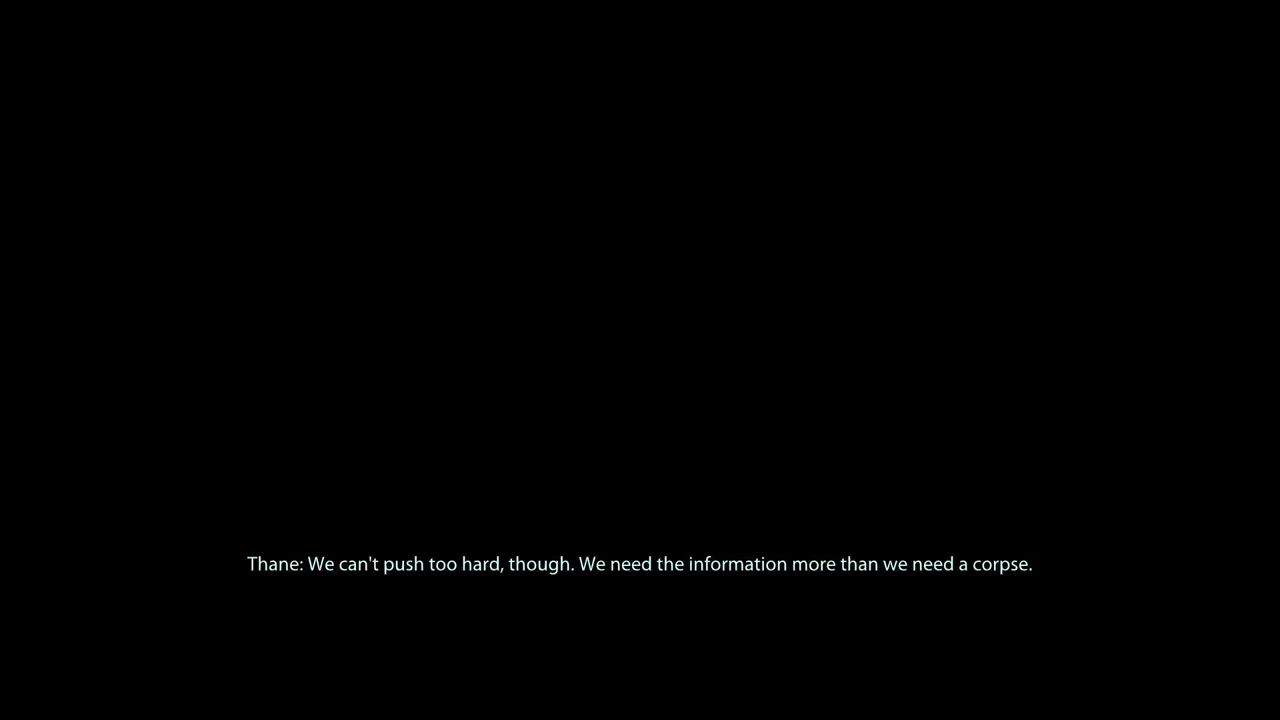 Thane: We can't push too hard, though. We need the information more than we need a corpse.